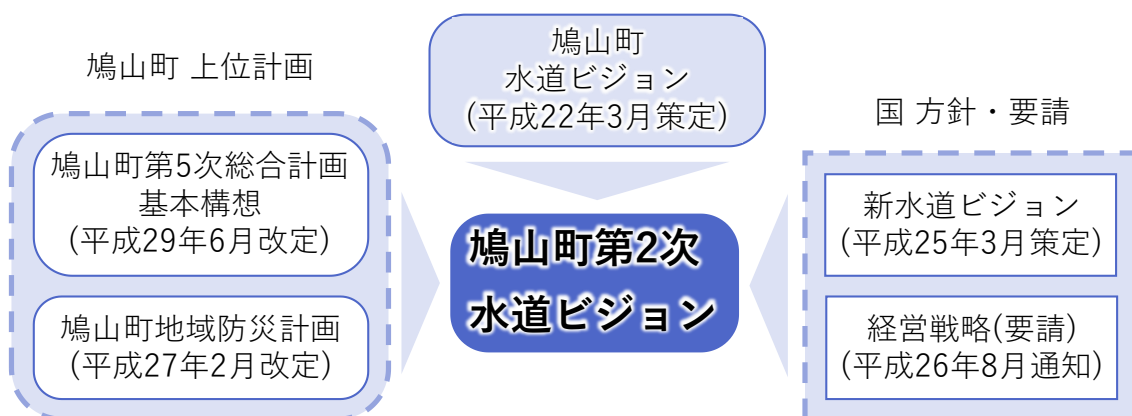 鳩山町 上位計画
鳩山町第5次総合計画
基本構想
(平成29年6月改定)
鳩山町地域防災計画
(平成27年2月改定)
鳩山町
水道ビジョン
(平成22年3月策定)
鳩山町第2次
水道ビジョン
国 方針・要請
新水道ビジョン
(平成25年3月策定)
経営戦略(要請)
(平成26年8月通知)